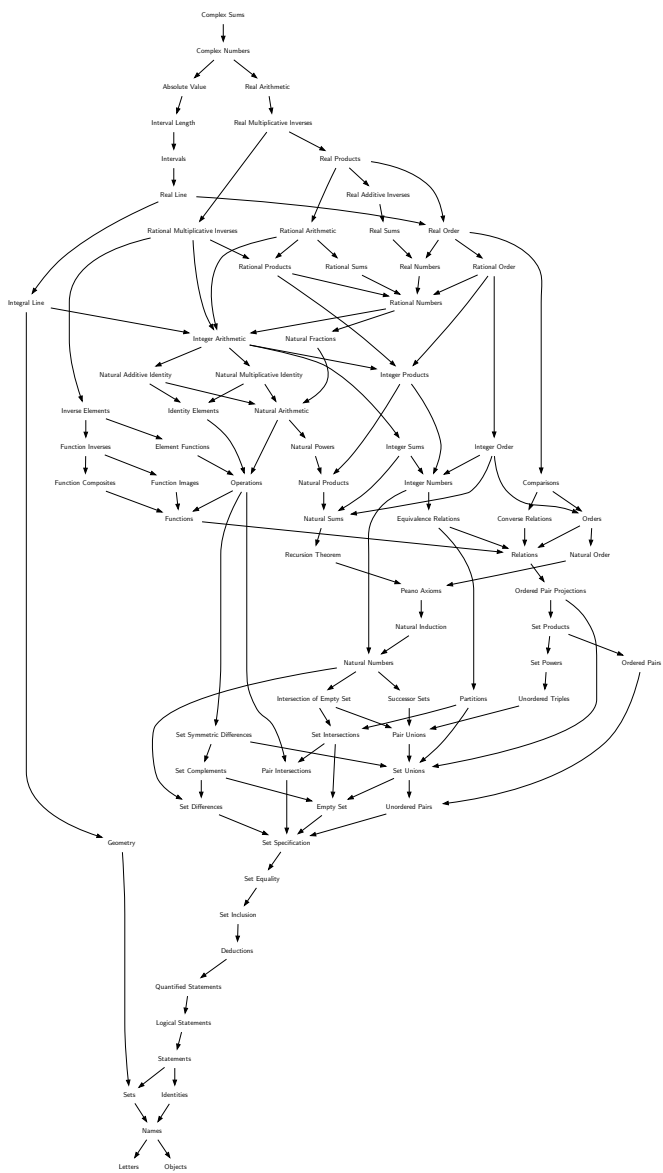 Complex Sums
Complex Numbers
Absolute Value
Real Arithmetic
Interval Length
Real Multiplicative Inverses
Intervals
Real Products
Real Line
Real Additive Inverses
Rational Multiplicative Inverses
Rational Arithmetic
Real Sums
Real Order
Rational Products
Rational Sums
Real Numbers
Rational Order
Integral Line
Rational Numbers
Integer Arithmetic
Natural Fractions
Natural Additive Identity
Natural Multiplicative Identity
Integer Products
Inverse Elements
Identity Elements
Natural Arithmetic
Function Inverses
Element Functions
Natural Powers
Integer Sums
Integer Order
Function Composites
Function Images
Operations
Natural Products
Integer Numbers
Comparisons
Functions
Natural Sums
Equivalence Relations
Converse Relations
Orders
Recursion Theorem
Relations
Natural Order
Peano Axioms
Ordered Pair Projections
Natural Induction
Set Products
Natural Numbers
Set Powers
Ordered Pairs
Intersection of Empty Set
Successor Sets
Partitions
Unordered Triples
Set Symmetric Differences
Set Intersections
Pair Unions
Set Complements
Pair Intersections
Set Unions
Set Differences
Empty Set
Unordered Pairs
Geometry
Set Specification
Set Equality
Set Inclusion
Deductions
Quantified Statements
Logical Statements
Statements
Sets
Identities
Names
Letters
Objects